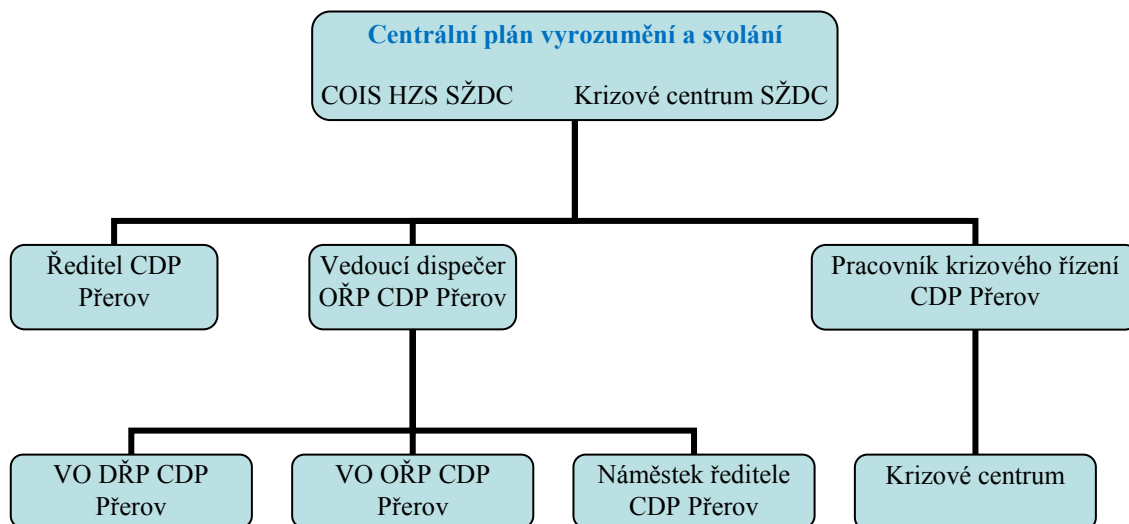 Centrální plán vyrozumění a svolání
COIS HZS SŽDC Krizové centrum SŽDC
Ředitel CDP
Přerov
Vedoucí dispečer
OŘP CDP Přerov
Pracovník krizového řízení
CDP Přerov
VO DŘP CDP
Přerov
VO OŘP CDP
Přerov
Náměstek ředitele
CDP Přerov
Krizové centrum